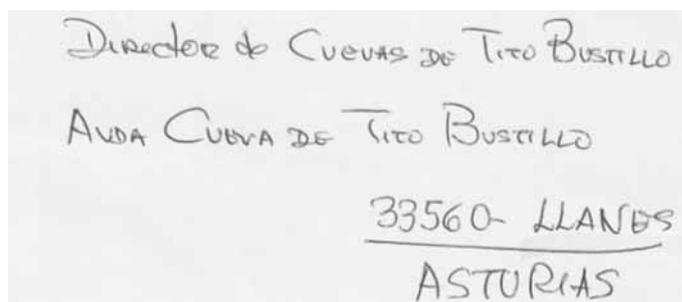 Director de Cuevas de Tito Bustillo
Avda Cueva de Tito Bustillo
33560- LLANES
ASTURIAS